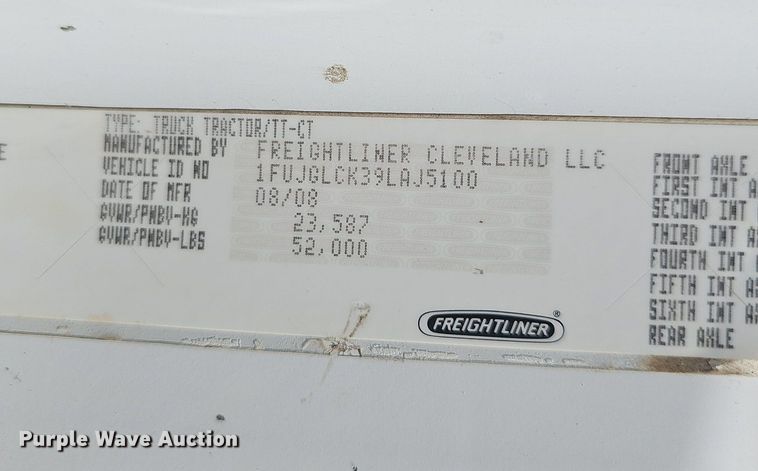 TYPE: TRUCK TRACTOR/TT-CT
MANUFACTURED BY FREIGHTLINER CLEVELAND LLC
VEHICLE ID NO 1FUJGLCK39LAJ5100
DATE OF MFR 08/08
GVWR/PNBV-KG 23,587
GVWR/PNBV-LBS 52,000
E
FRONT AXLE
FIRST INT A
SECOND INT
THIRD INT A
FOURTH INT
FIFTH INT A
SIXTH INT A
REAR AXLE
FREIGHTLINER®
Purple Wave Auction